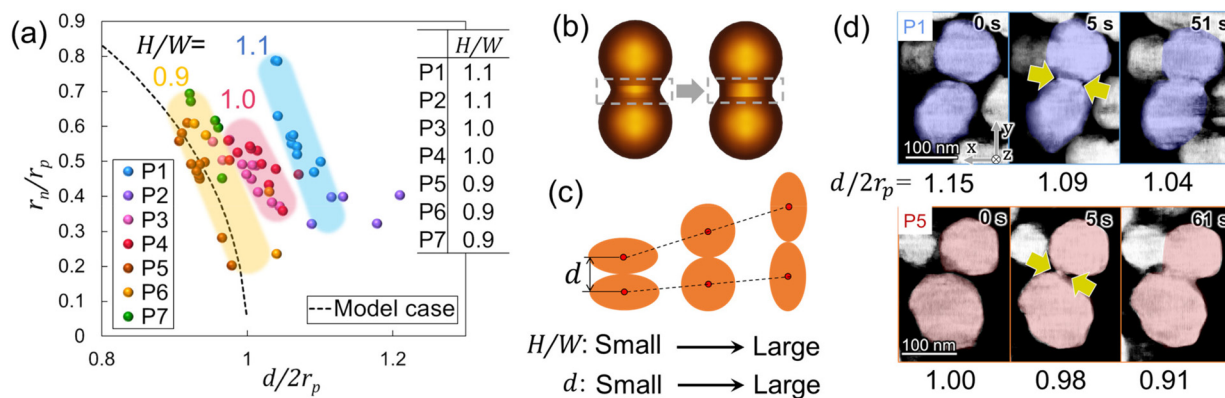 (a)
H/W=
1.1
0.9
1.0
H/W
P1 1.1
P2 1.1
P3 1.0
P4 1.0
P5 0.9
P6 0.9
P7 0.9
0.9
0.8
0.7
0.6
0.5
0.4
0.3
0.2
0.1
0
rₙ/rₚ
P1
P2
P3
P4
P5
P6
P7
---Model case
0.8 1 1.2
d/2rₚ
(b)
(c)
d
H/W: Small Large
d: Small Large
(d)
P1 0 s 5 s 51 s
y
x
z
100 nm
d/2rₚ= 1.15 1.09 1.04
P5 0 s 5 s 61 s
100 nm
1.00 0.98 0.91